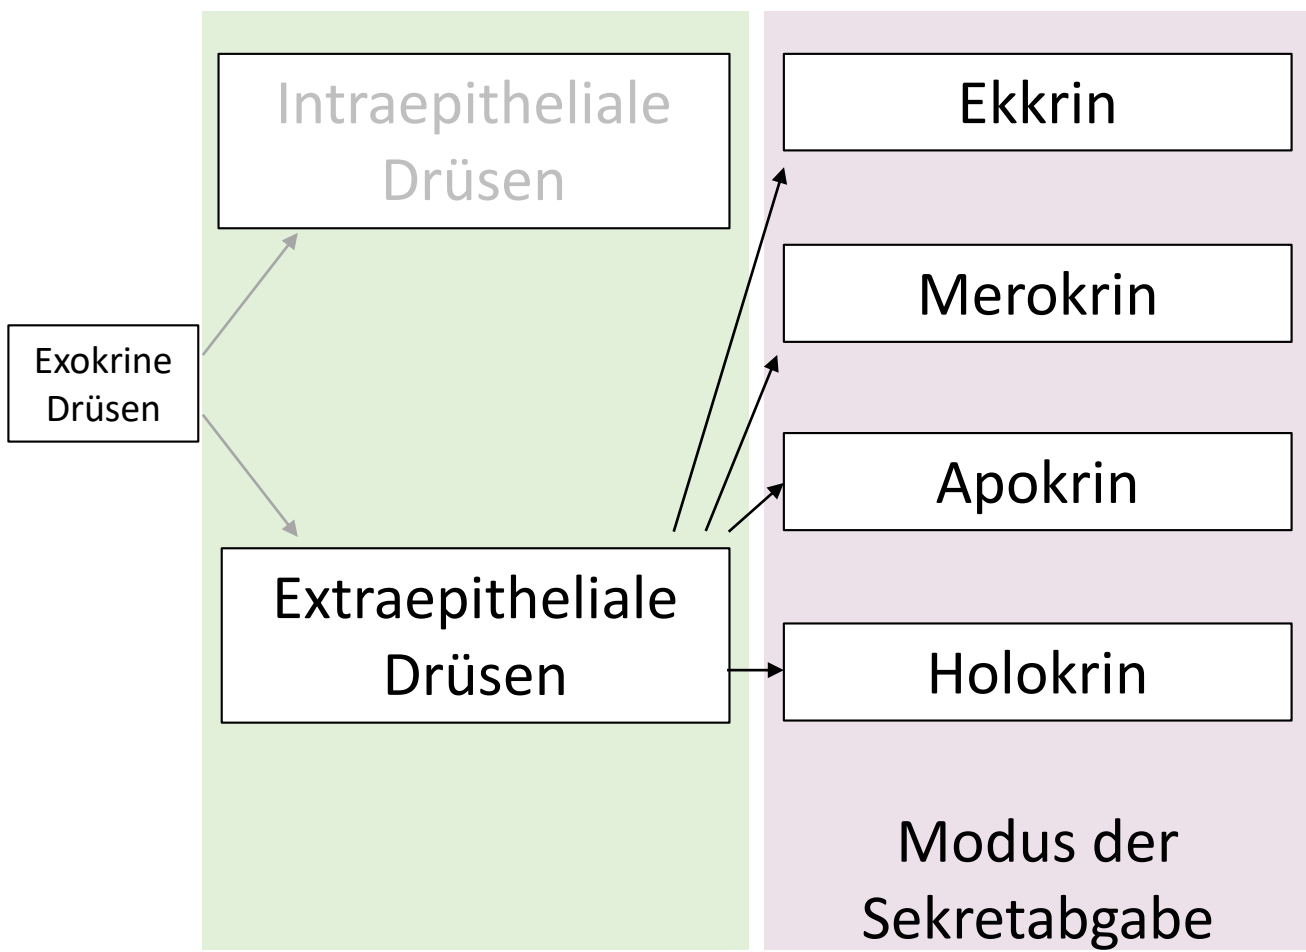 Exokrine
Drüsen
Intraepitheliale
Drüsen
Extraepitheliale
Drüsen
Ekkrin
Merokrin
Apokrin
Holokrin
Modus der
Sekretabgabe